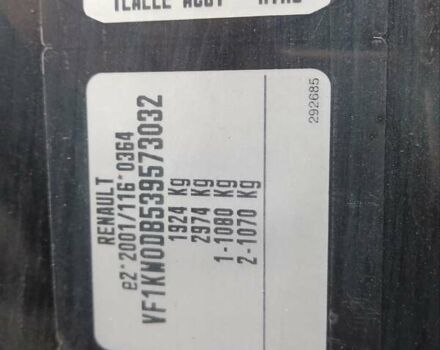 RENAULT
e2*2001/116*0364
VF1KW0DB539573032
1924 Kg
2974 Kg
1-1080 Kg
2-1070 Kg
292685